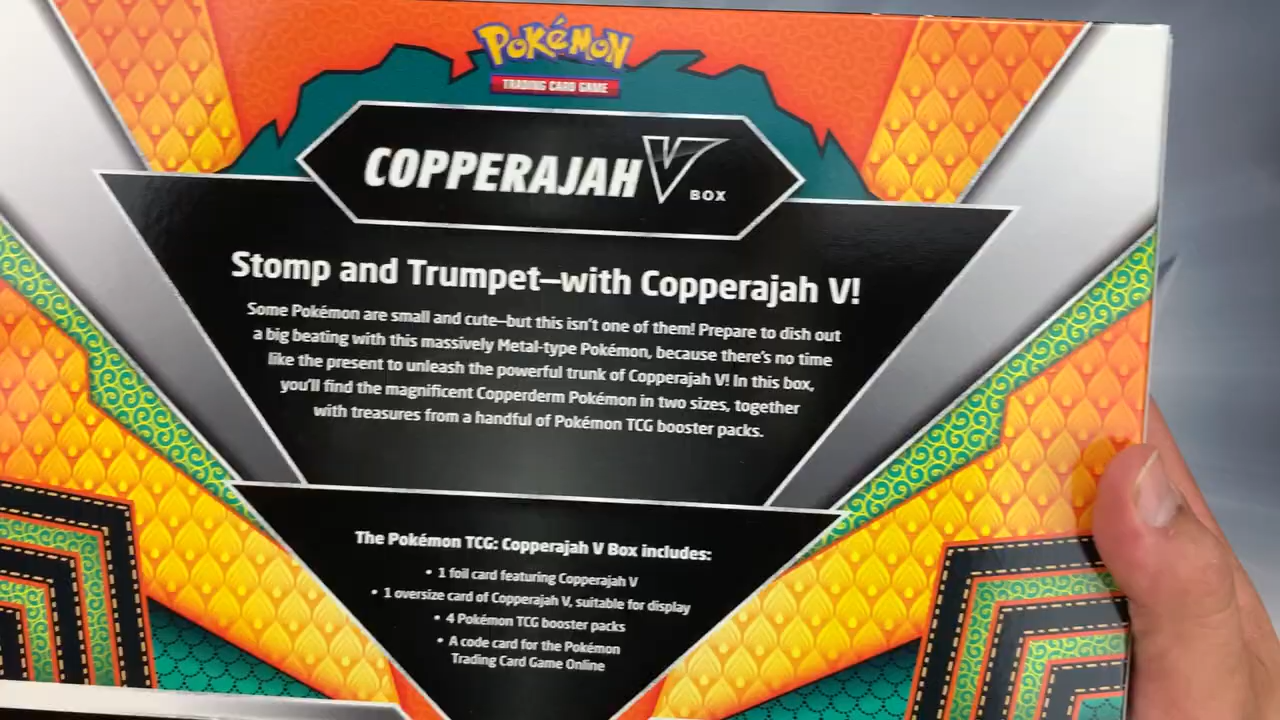 POKéMON
TRADING CARD GAME
COPPERAJAH V BOX
Stomp and Trumpet—with Copperajah V!
Some Pokémon are small and cute—but this isn't one of them! Prepare to dish out
a big beating with this massively Metal-type Pokémon, because there's no time
like the present to unleash the powerful trunk of Copperajah V! In this box,
you'll find the magnificent Copperderm Pokémon in two sizes, together
with treasures from a handful of Pokémon TCG booster packs.
The Pokémon TCG: Copperajah V Box includes:
• 1 foil card featuring Copperajah V
• 1 oversize card of Copperajah V, suitable for display
• 4 Pokémon TCG booster packs
• A code card for the Pokémon
Trading Card Game Online